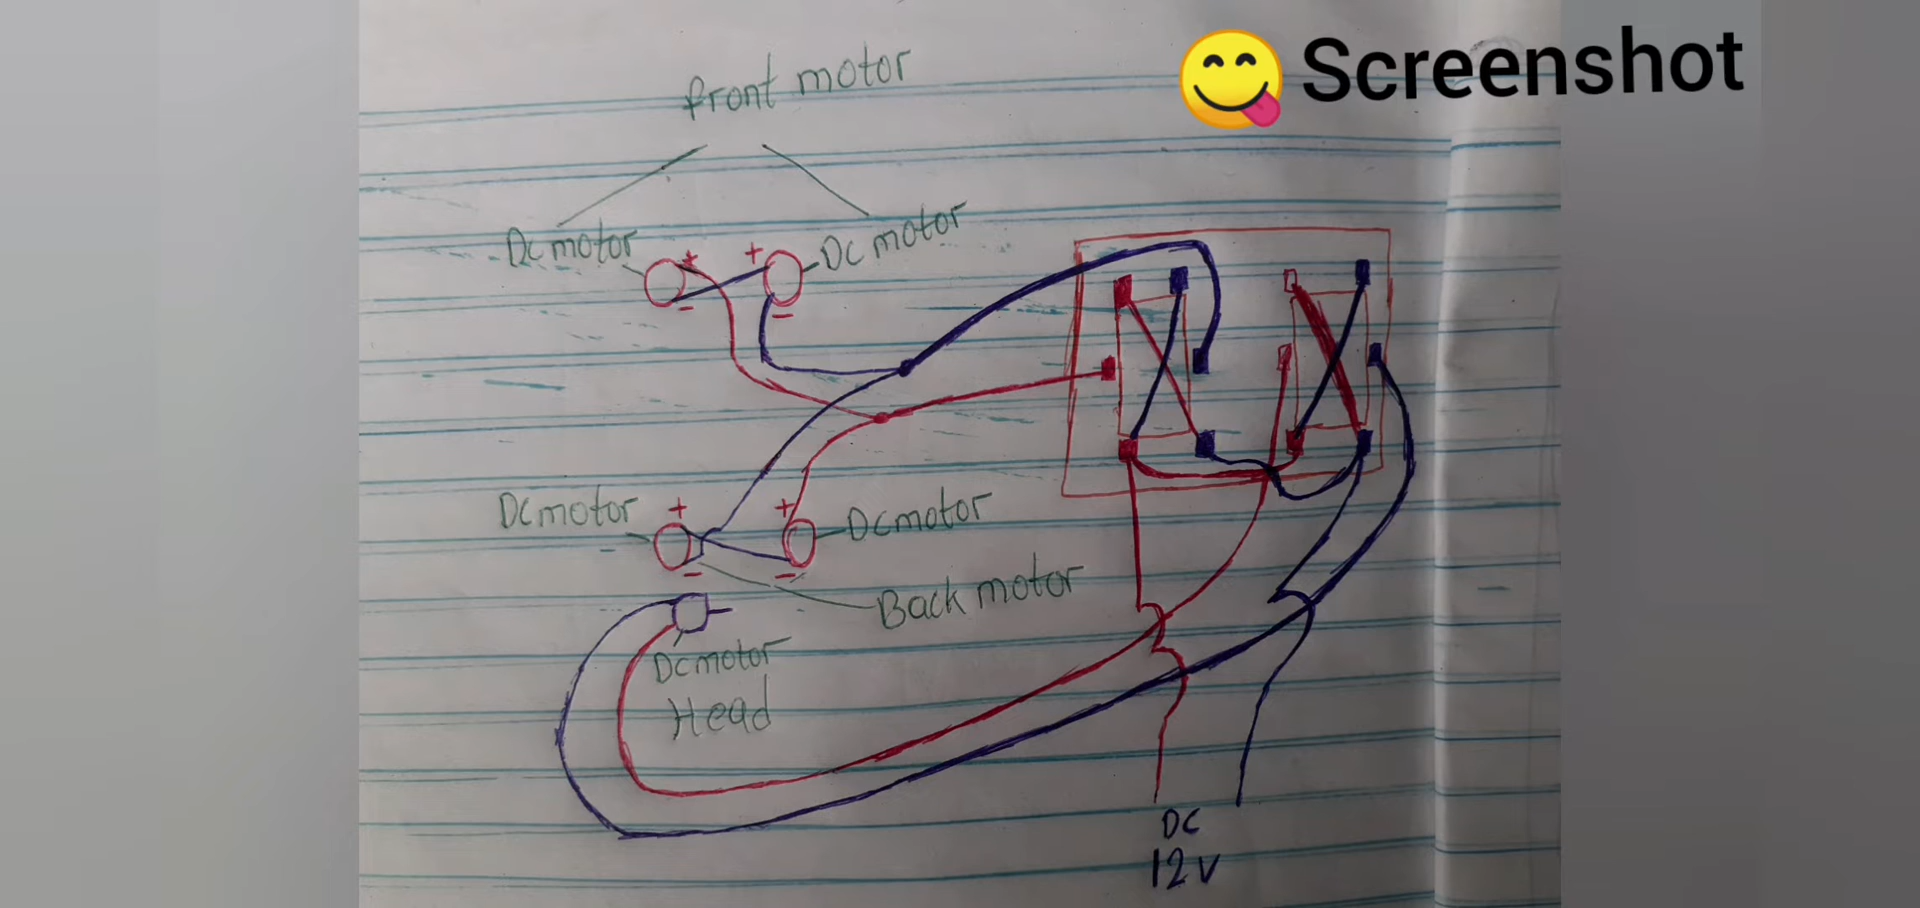 😋 Screenshot
front motor
Dc motor
DC motor
+
+
-
-
DC motor
DC motor
+
+
-
-
Back motor
DC motor
Head
DC
12V